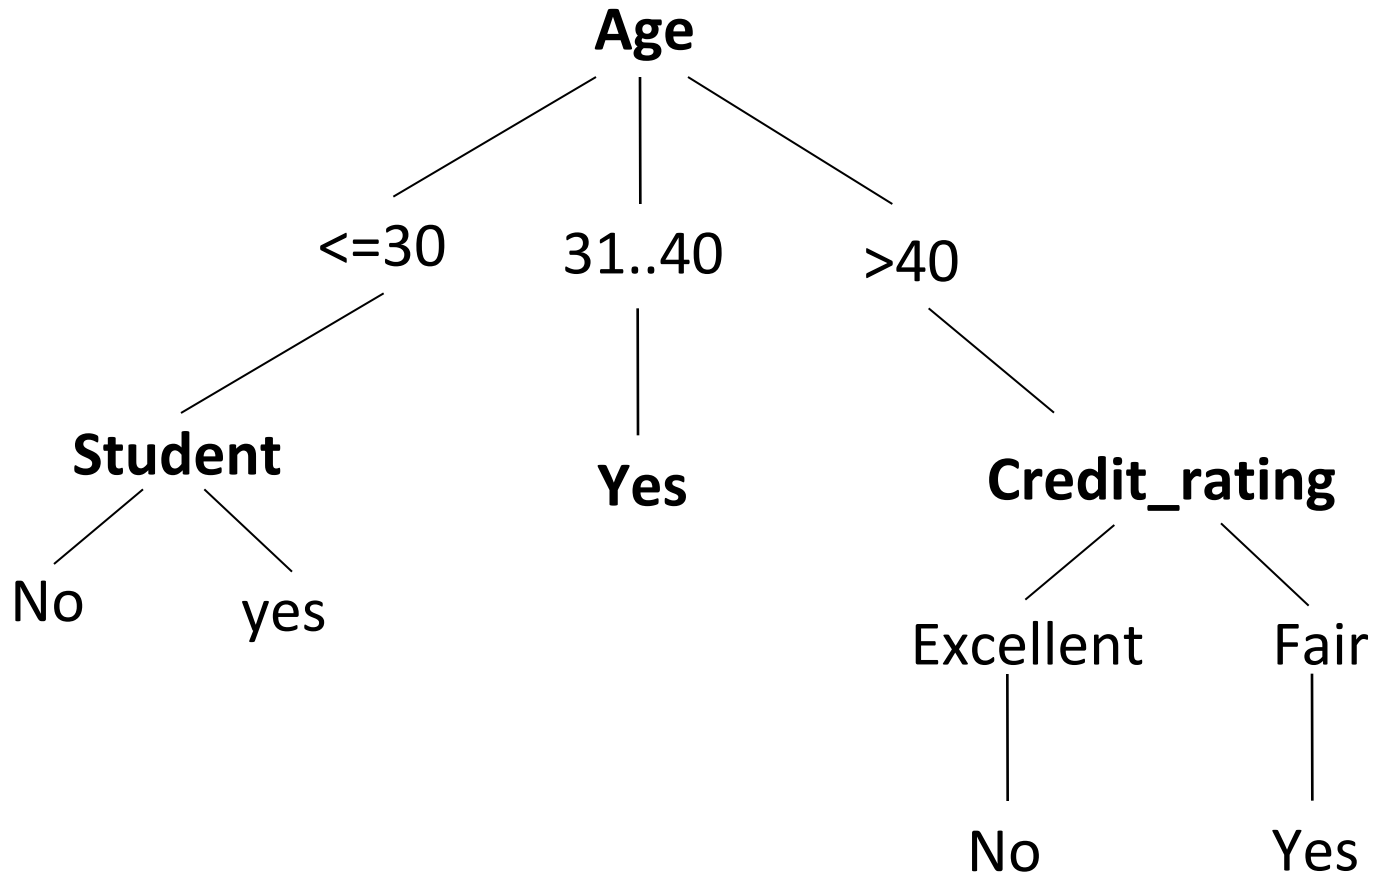 Age
<=30
31..40
>40
Student
Yes
Credit_rating
No
yes
Excellent
Fair
No
Yes